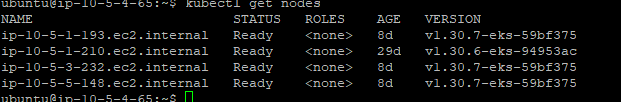 ubuntu@ip-10-5-4-65:~$ kubectl get nodes
NAME STATUS ROLES AGE VERSION
ip-10-5-1-193.ec2.internal Ready <none> 8d v1.30.7-eks-59bf375
ip-10-5-1-210.ec2.internal Ready <none> 29d v1.30.6-eks-94953ac
ip-10-5-3-232.ec2.internal Ready <none> 8d v1.30.7-eks-59bf375
ip-10-5-5-148.ec2.internal Ready <none> 8d v1.30.7-eks-59bf375
ubuntu@ip-10-5-4-65:~$